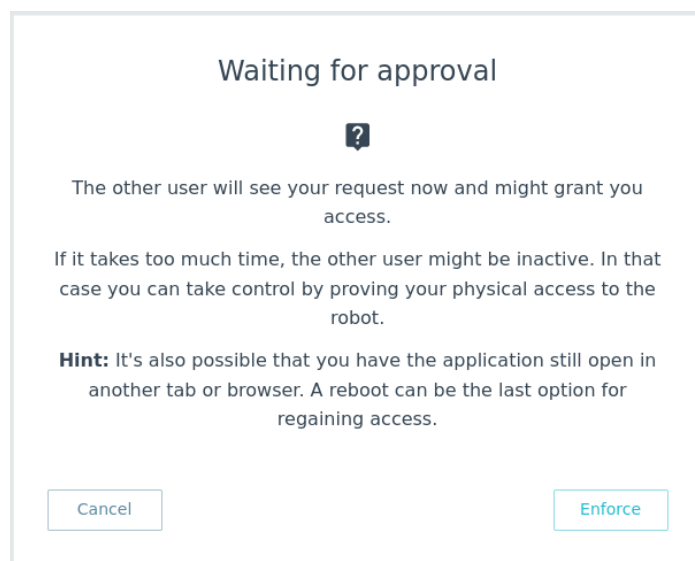 Waiting for approval
?
The other user will see your request now and might grant you
access.
If it takes too much time, the other user might be inactive. In that
case you can take control by proving your physical access to the
robot.
Hint: It's also possible that you have the application still open in
another tab or browser. A reboot can be the last option for
regaining access.
Cancel
Enforce